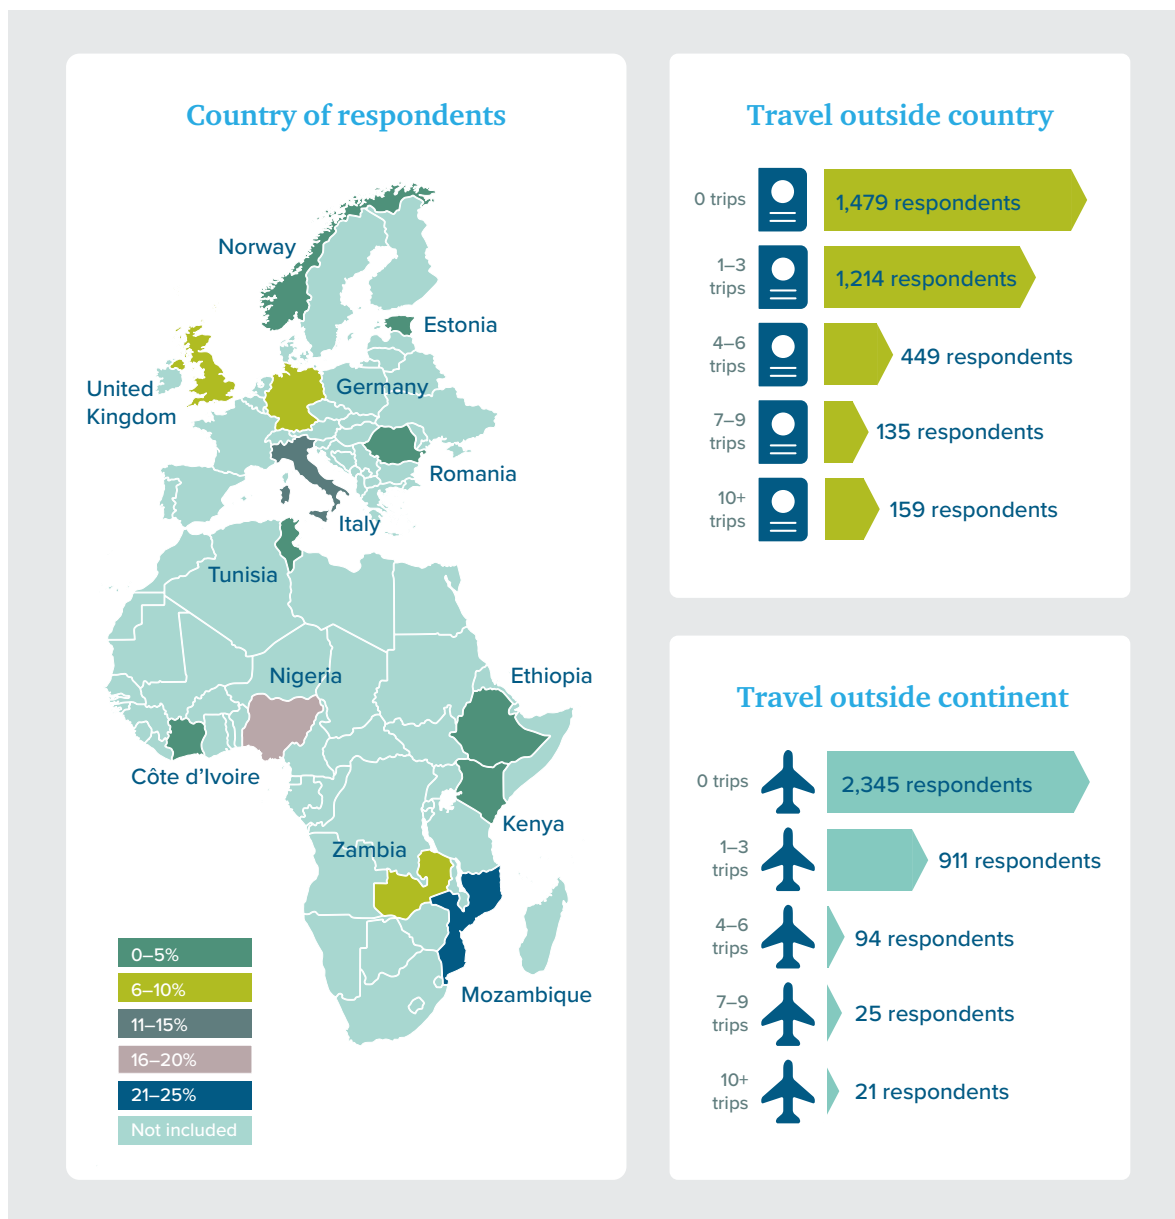 Country of respondents
Norway
Estonia
United
Kingdom
Germany
Romania
Italy
Tunisia
Nigeria
Ethiopia
Côte d’Ivoire
Kenya
Zambia
Mozambique
0–5%
6–10%
11–15%
16–20%
21–25%
Not included
Travel outside country
0 trips
1,479 respondents
1–3
trips
1,214 respondents
4–6
trips
449 respondents
7–9
trips
135 respondents
10+
trips
159 respondents
Travel outside continent
0 trips
2,345 respondents
1–3
trips
911 respondents
4–6
trips
94 respondents
7–9
trips
25 respondents
10+
trips
21 respondents